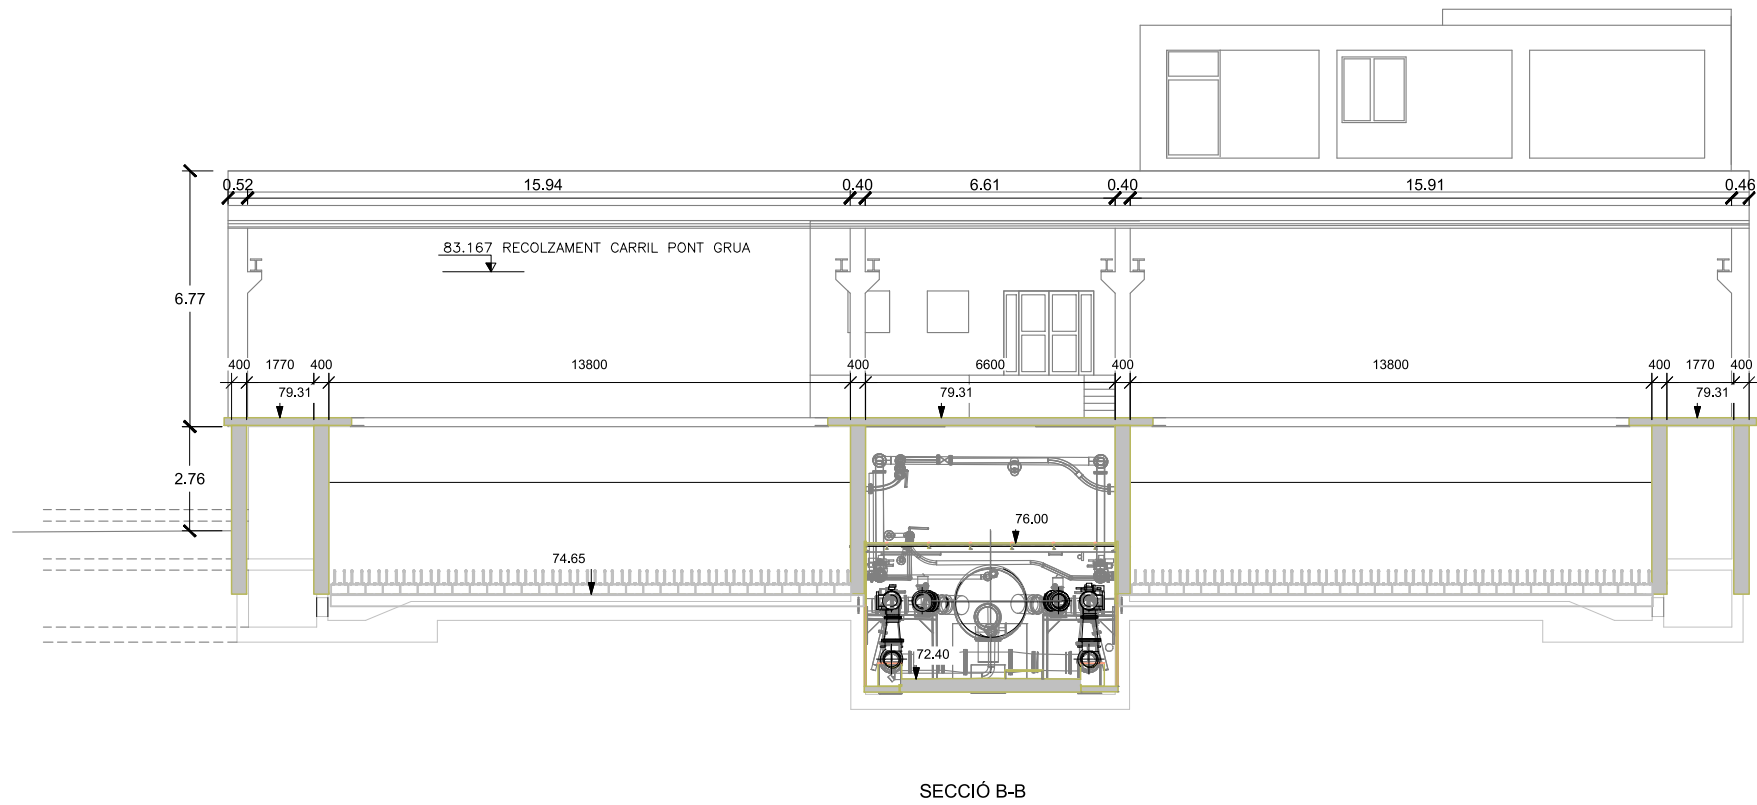 0.52 15.94 0.40 6.61 0.40 15.91 0.46
83.167 RECOLZAMENT CARRIL PONT GRUA
6.77
400 1770 400 13800 400 6600 400 13800 400 1770 400
79.31 79.31 79.31
2.76
76.00
74.65
72.40
SECCIÓ B-B